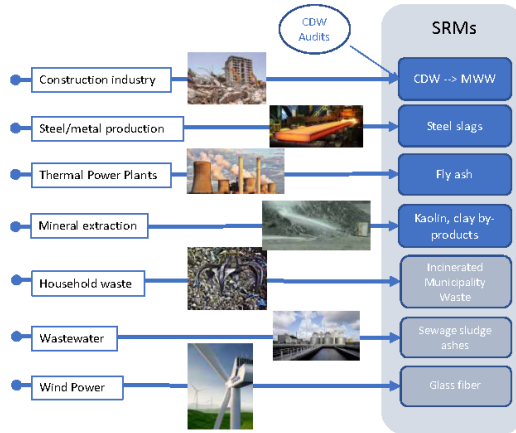 CDW
Audits
SRMs
Construction industry
CDW --> MWW
Steel/metal production
Steel slags
Thermal Power Plants
Fly ash
Mineral extraction
Kaolin, clay by-
products
Household waste
Incinerated
Municipality
Waste
Wastewater
Sewage sludge
ashes
Wind Power
Glass fiber